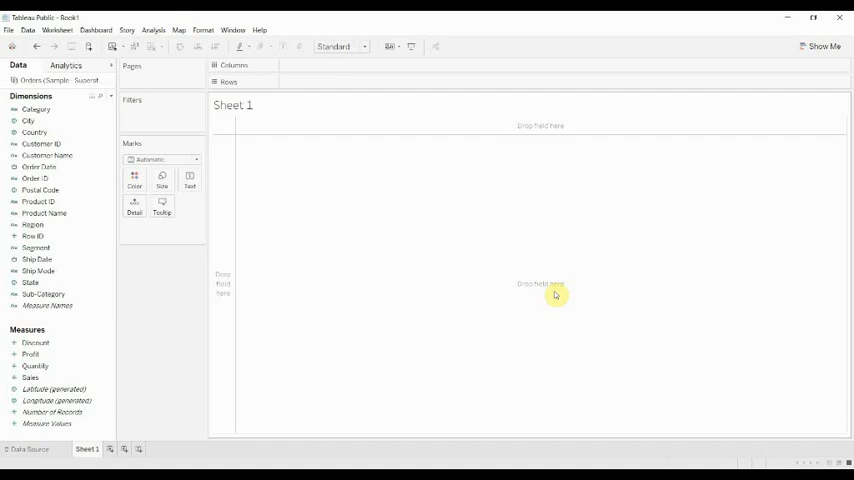 Tableau Public - Book1
File Data Worksheet Dashboard Story Analysis Map Format Window Help
Standard
Show Me
Data Analytics
Orders (Sample - Superst
Dimensions
Category
City
Country
Customer ID
Customer Name
Order Date
Order ID
Postal Code
Product ID
Product Name
Region
Row ID
Segment
Ship Date
Ship Mode
State
Sub-Category
Measure Names
Measures
Discount
Profit
Quantity
Sales
Latitude (generated)
Longitude (generated)
Number of Records
Measure Values
Pages
Filters
Marks
Automatic
Color Size Text
Detail Tooltip
Columns
Rows
Sheet 1
Drop field here
Drop
field
here
Drop field here
Data Source Sheet 1